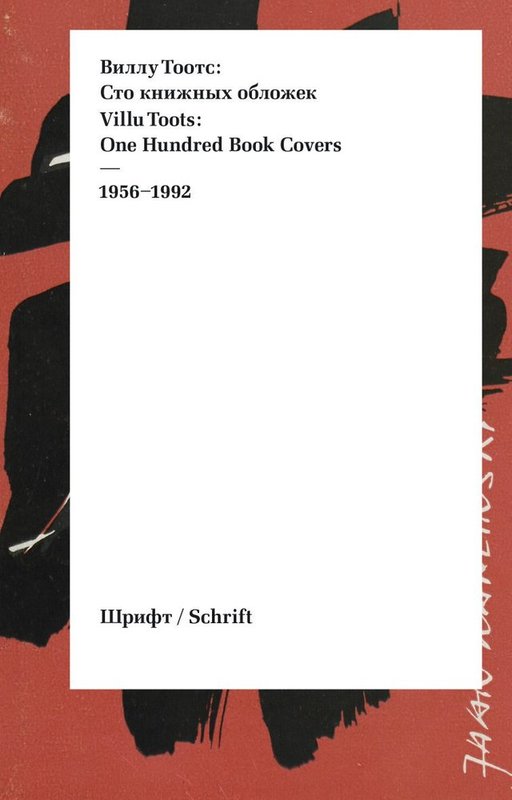 Виллу Тоотс:
Сто книжных обложек
Villu Toots:
One Hundred Book Covers
—
1956–1992
Шрифт / Schrift